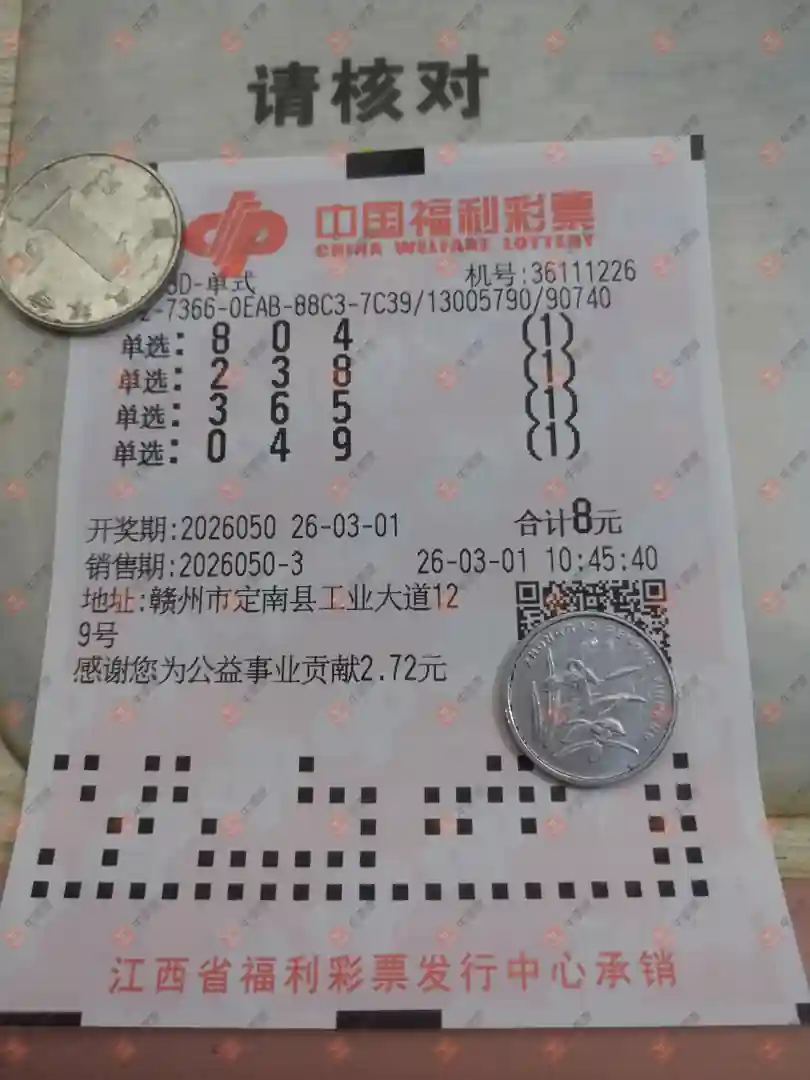 请核对
中国福利彩票
CHINA WELFARE LOTTERY
3D-单式 机号:36111226
2-7366-0EAB-88C3-7C39/13005790/90740
单选: 8 0 4 (1)
单选: 2 3 8 (1)
单选: 3 6 5 (1)
单选: 0 4 9 (1)
开奖期:2026050 26-03-01 合计8元
销售期:2026050-3 26-03-01 10:45:40
地址:赣州市定南县工业大道12
9号
感谢您为公益事业贡献2.72元
江西省福利彩票发行中心承销